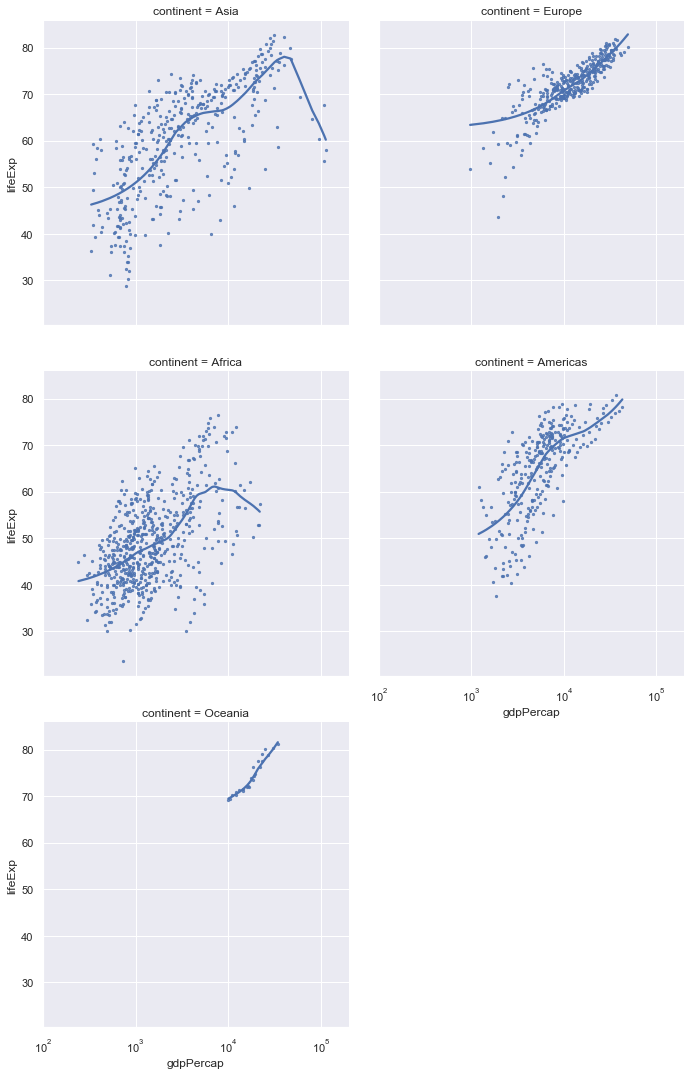 continent = Asia
continent = Europe
80
70
60
50
40
30
lifeExp
continent = Africa
continent = Americas
80
70
60
50
40
30
lifeExp
10² 10³ 10⁴ 10⁵
gdpPercap
continent = Oceania
80
70
60
50
40
30
lifeExp
10² 10³ 10⁴ 10⁵
gdpPercap